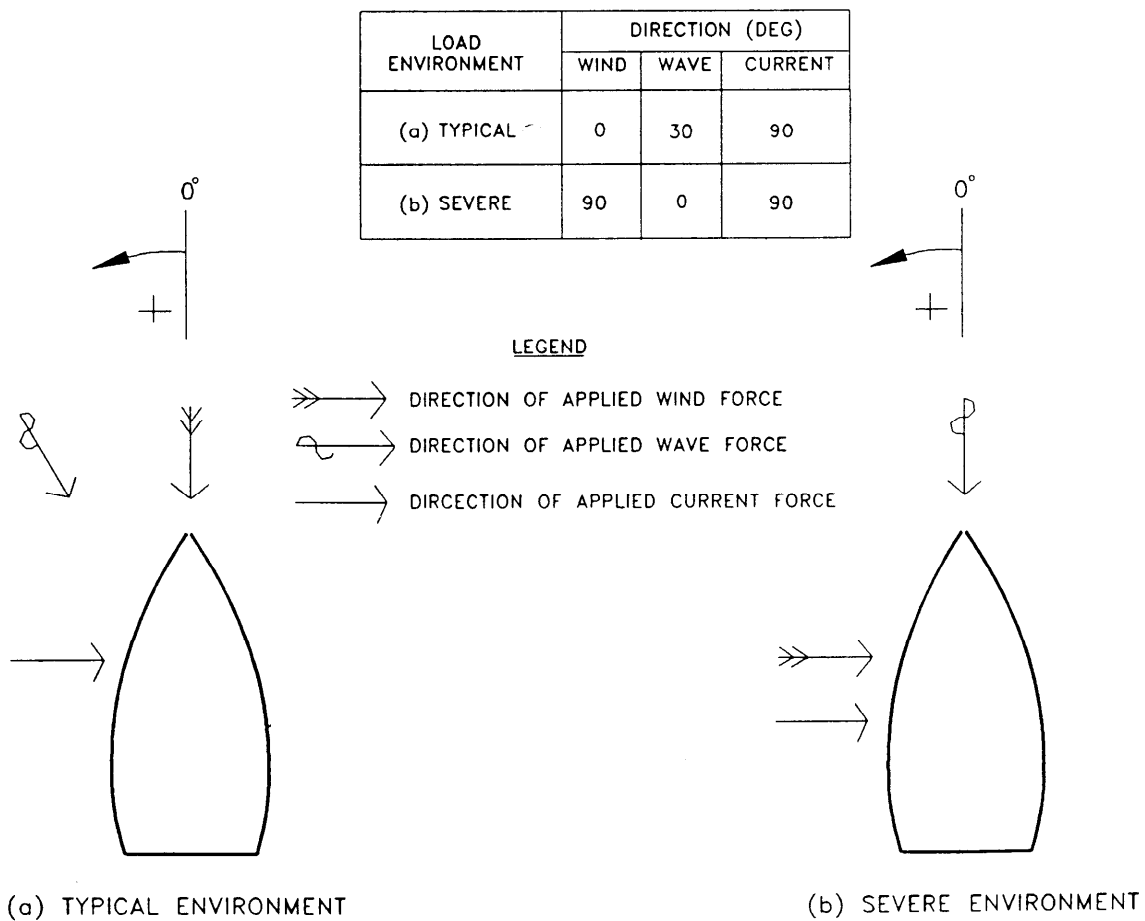 LOAD ENVIRONMENT
DIRECTION (DEG)
WIND WAVE CURRENT
(a) TYPICAL 0 30 90
(b) SEVERE 90 0 90
0°
0°
+
+
LEGEND
DIRECTION OF APPLIED WIND FORCE
DIRECTION OF APPLIED WAVE FORCE
DIRCECTION OF APPLIED CURRENT FORCE
(a) TYPICAL ENVIRONMENT
(b) SEVERE ENVIRONMENT